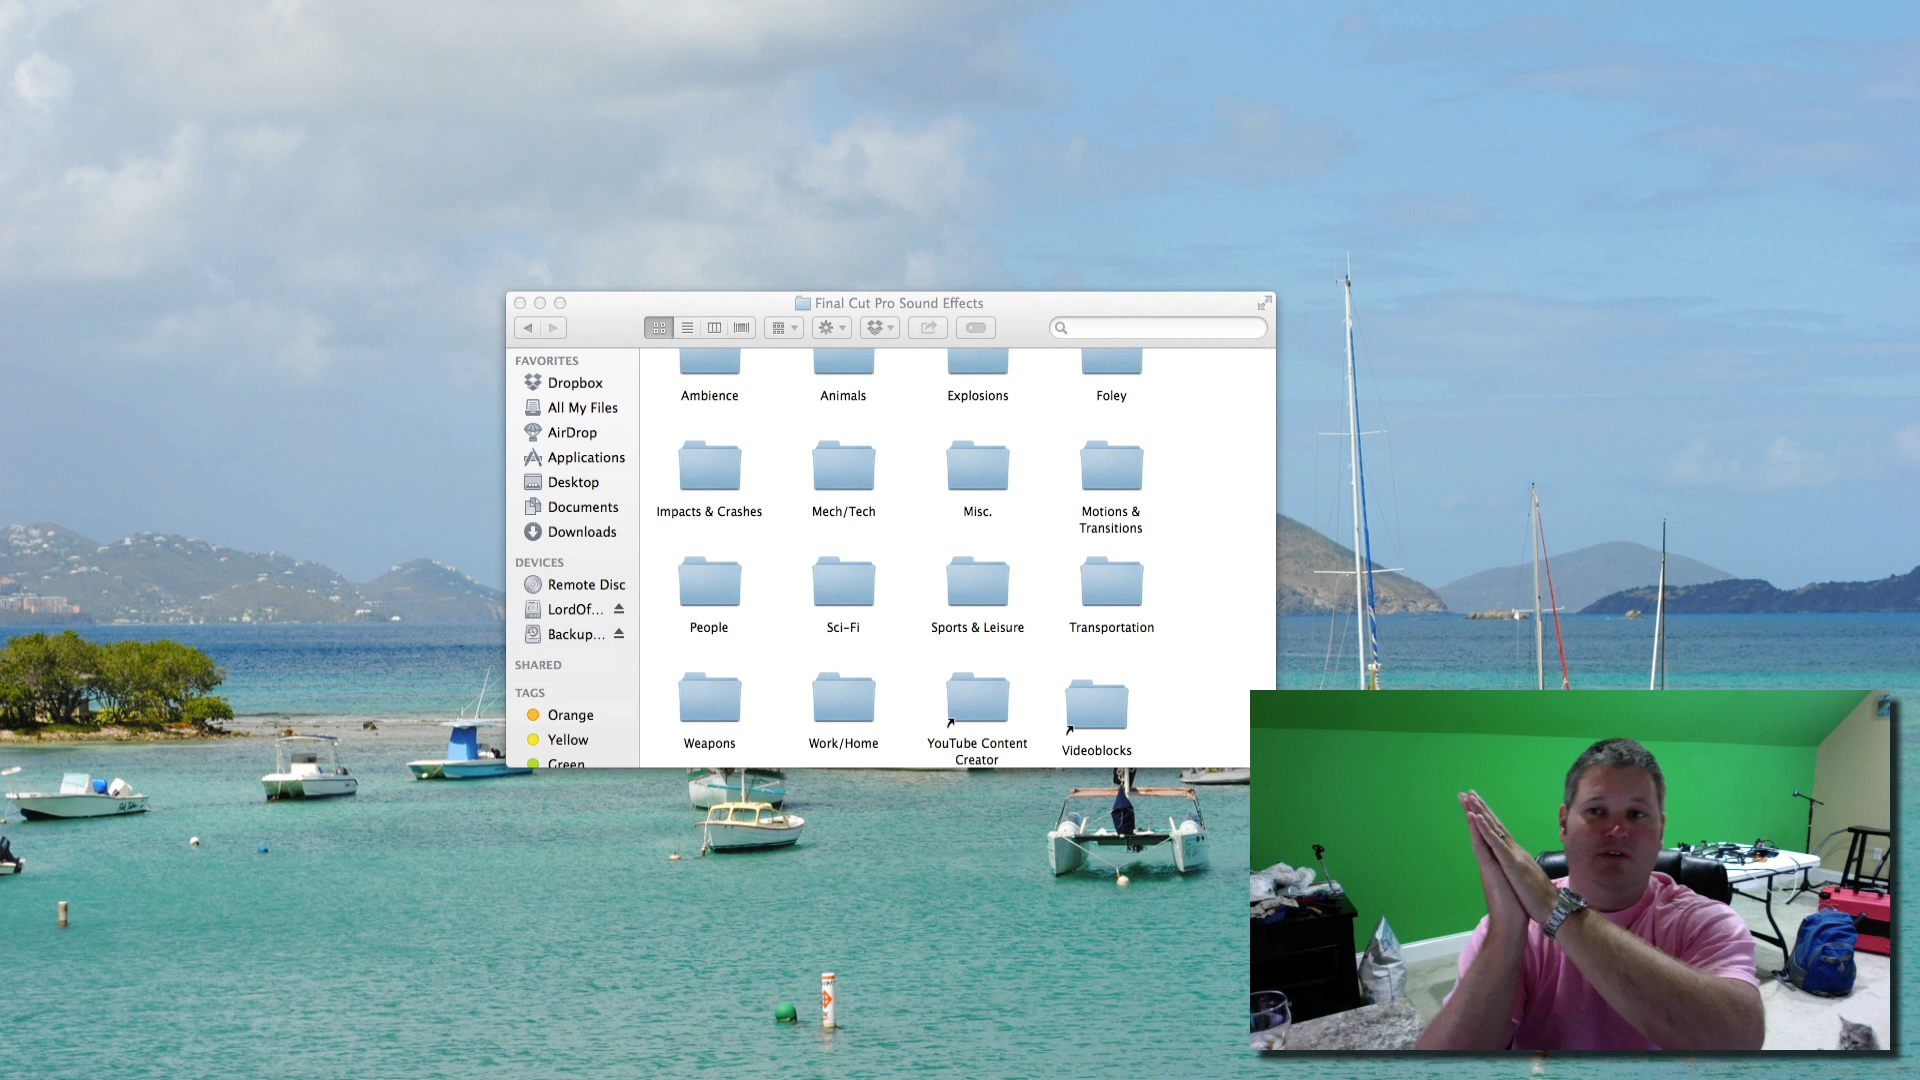 Final Cut Pro Sound Effects
FAVORITES
Dropbox
All My Files
AirDrop
Applications
Desktop
Documents
Downloads
DEVICES
Remote Disc
LordOf...
Backup...
SHARED
TAGS
Orange
Yellow
Green
Ambience
Animals
Explosions
Foley
Impacts & Crashes
Mech/Tech
Misc.
Motions &
Transitions
People
Sci-Fi
Sports & Leisure
Transportation
Weapons
Work/Home
YouTube Content
Creator
Videoblocks